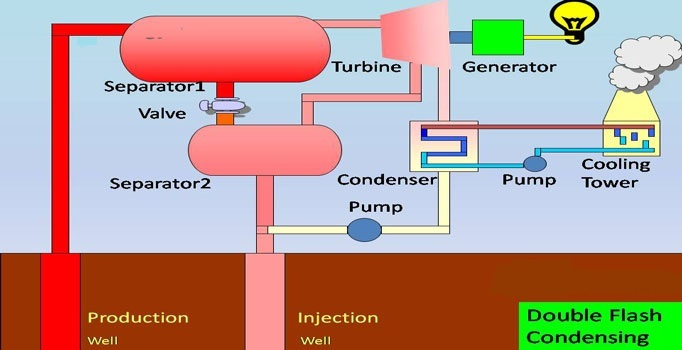 Separator1
Turbine
Generator
Valve
Separator2
Condenser
Pump
Cooling
Tower
Pump
Production
Well
Injection
Well
Double Flash
Condensing